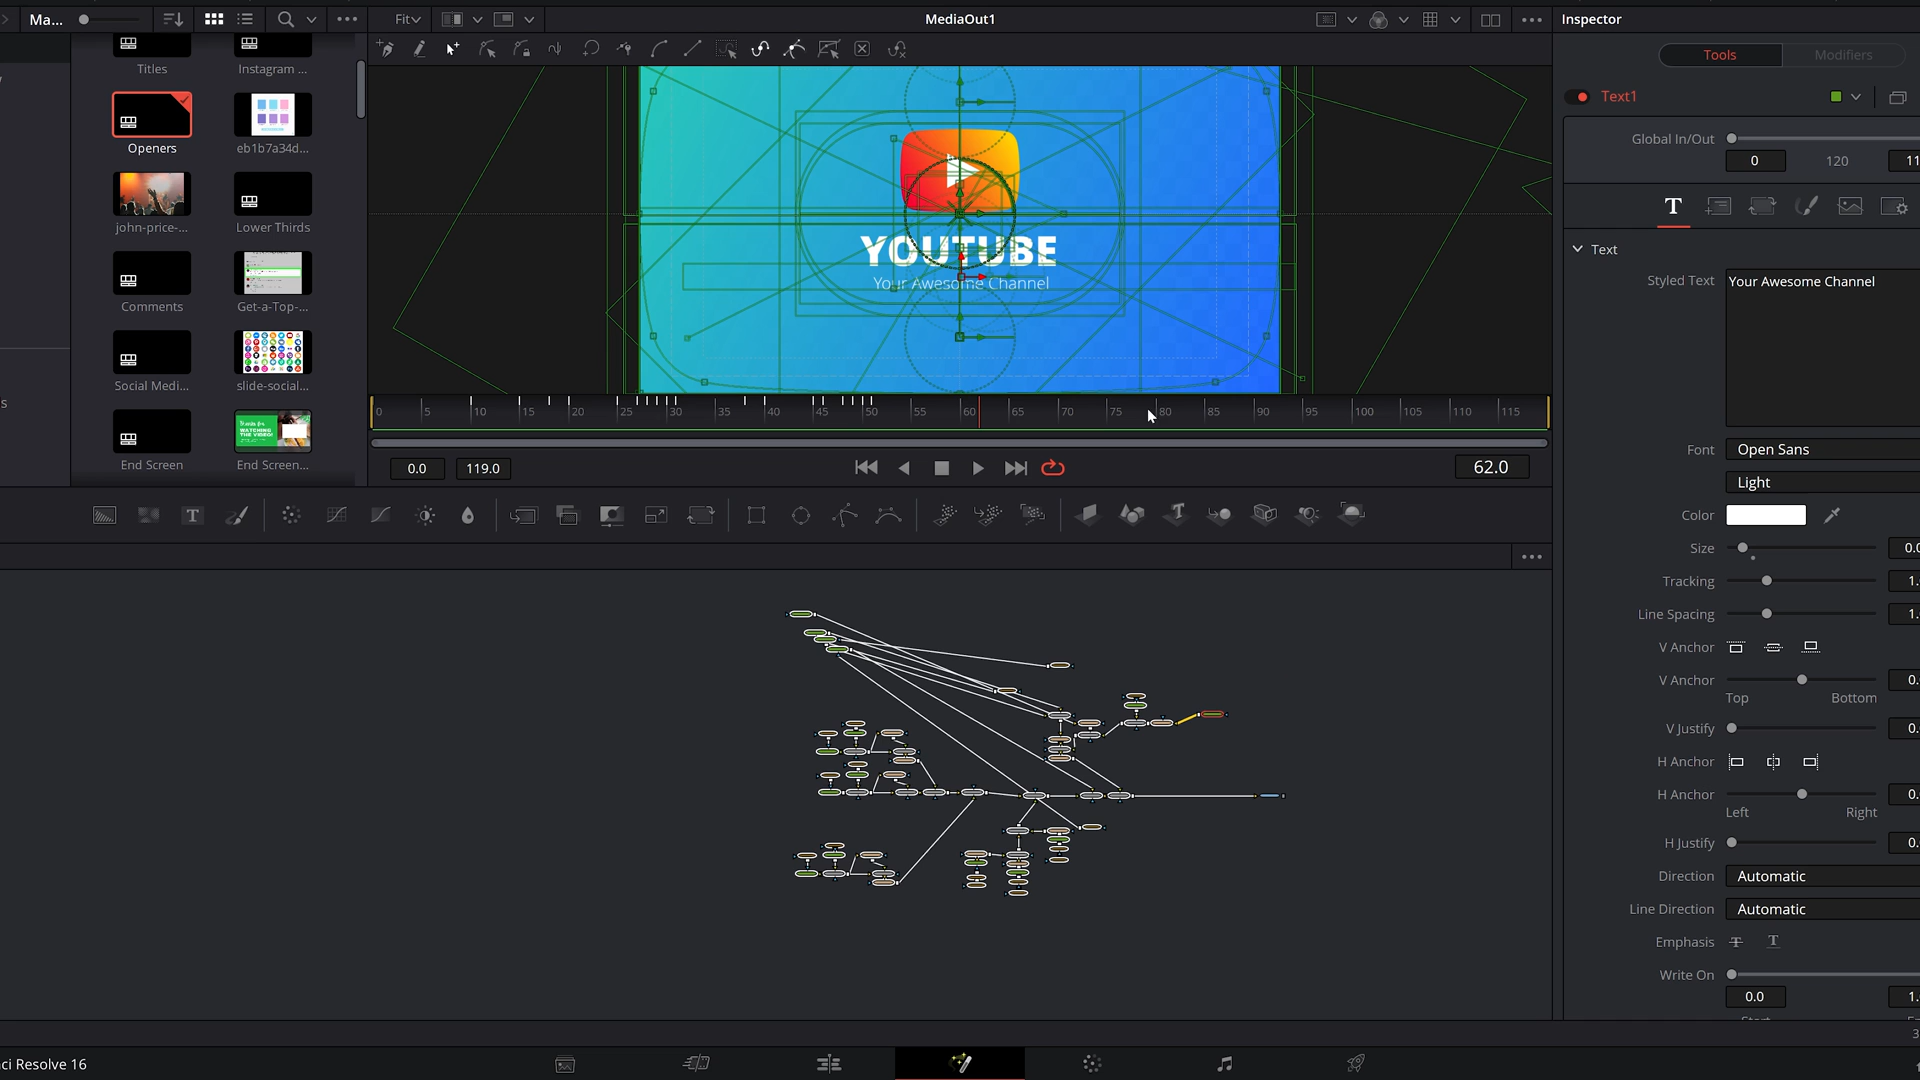 Ma...
Fit
MediaOut1
Inspector
Titles
Instagram ...
Tools
Modifiers
Text1
Openers
eb1b7a34d...
Global In/Out
0
120
john-price-...
Lower Thirds
YOUTUBE
Your Awesome Channel
Text
Styled Text
Your Awesome Channel
Comments
Get-a-Top-...
Social Medi...
slide-social...
0 5 10 15 20 25 31 40 45 50 55 60 65 70 75 80 85 90 95 100 105 110 115
End Screen
End Screen...
0.0
119.0
62.0
Font
Open Sans
Light
Color
Size
Tracking
Line Spacing
V Anchor
V Anchor
Top
Bottom
V Justify
H Anchor
H Anchor
Left
Right
H Justify
Direction
Automatic
Line Direction
Automatic
Emphasis
Write On
0.0
ci Resolve 16